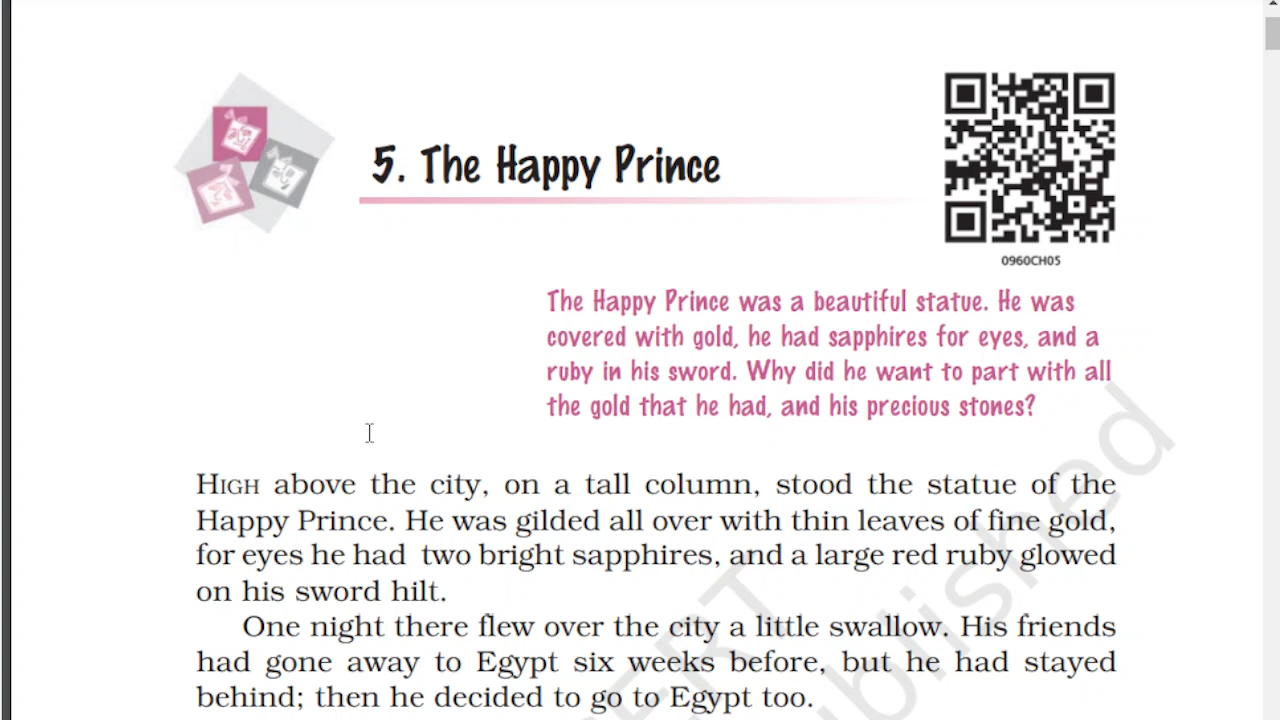 5. The Happy Prince
0960CH05
The Happy Prince was a beautiful statue. He was
covered with gold, he had sapphires for eyes, and a
ruby in his sword. Why did he want to part with all
the gold that he had, and his precious stones?
HIGH above the city, on a tall column, stood the statue of the
Happy Prince. He was gilded all over with thin leaves of fine gold,
for eyes he had two bright sapphires, and a large red ruby glowed
on his sword hilt.
One night there flew over the city a little swallow. His friends
had gone away to Egypt six weeks before, but he had stayed
behind; then he decided to go to Egypt too.